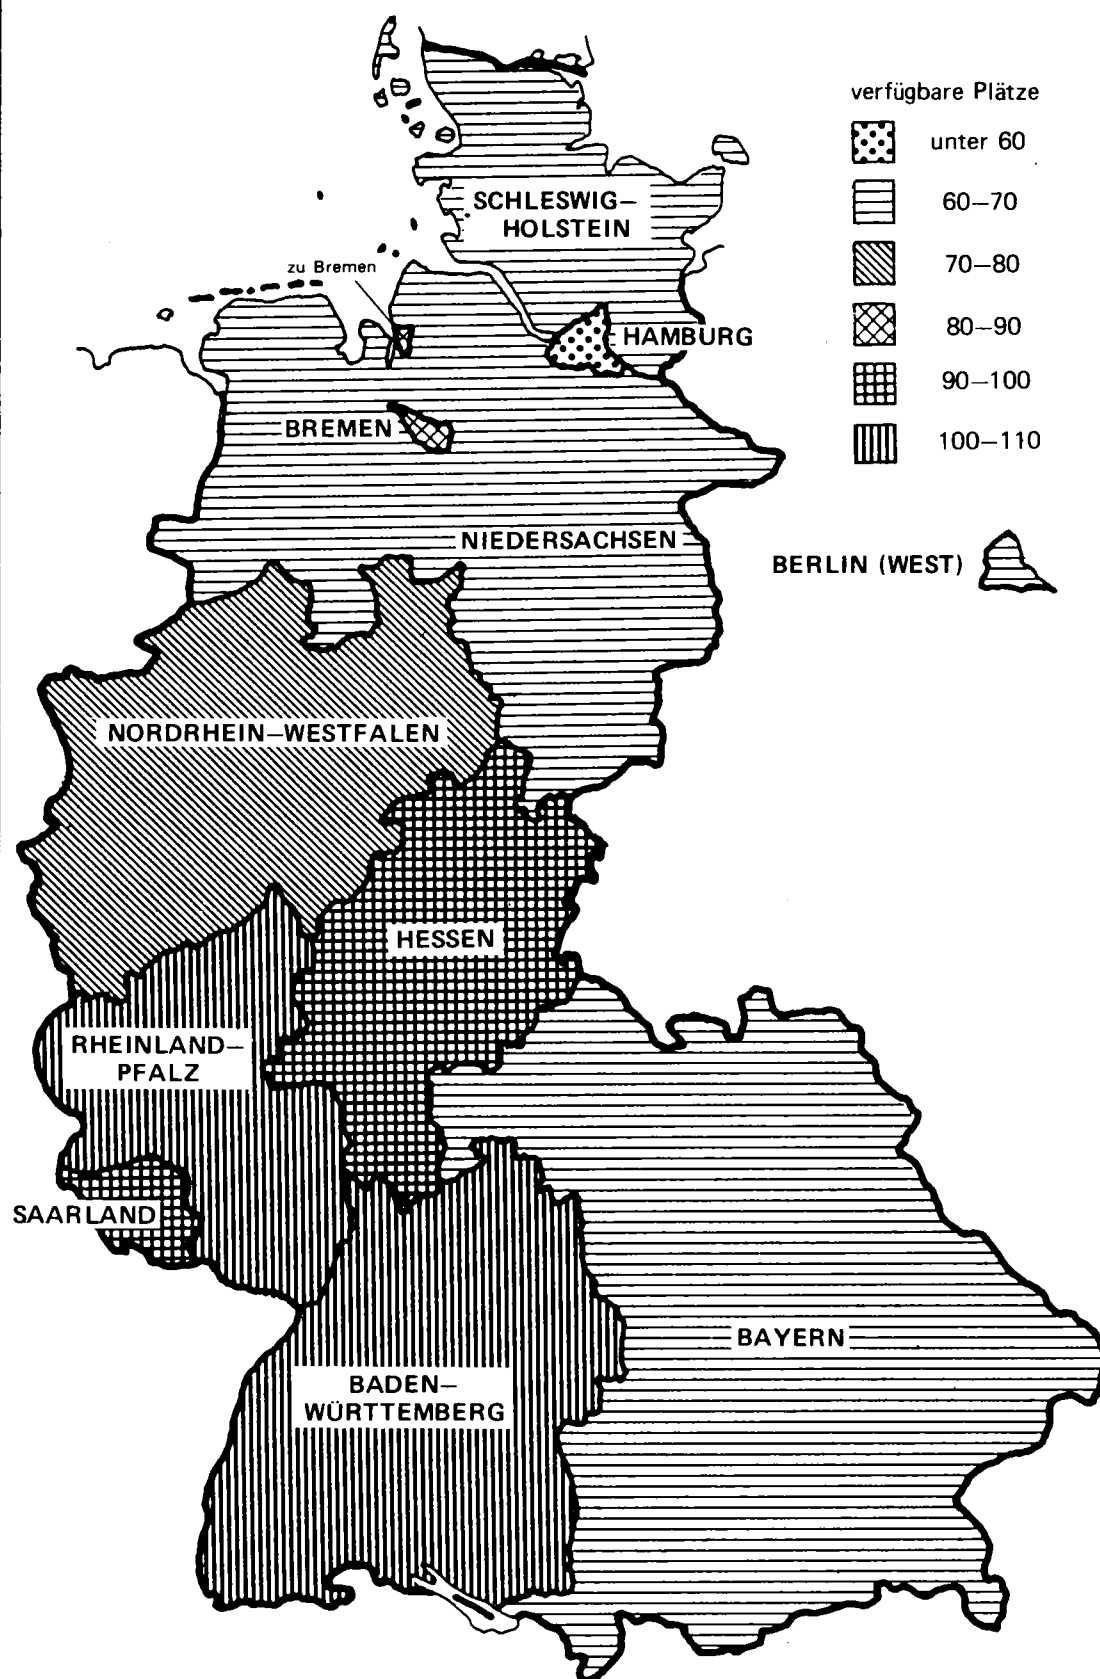 verfügbare Plätze
unter 60
60–70
70–80
80–90
90–100
100–110
SCHLESWIG–
HOLSTEIN
zu Bremen
HAMBURG
BREMEN
NIEDERSACHSEN
BERLIN (WEST)
NORDRHEIN–WESTFALEN
HESSEN
RHEINLAND–
PFALZ
SAARLAND
BAYERN
BADEN–
WÜRTTEMBERG